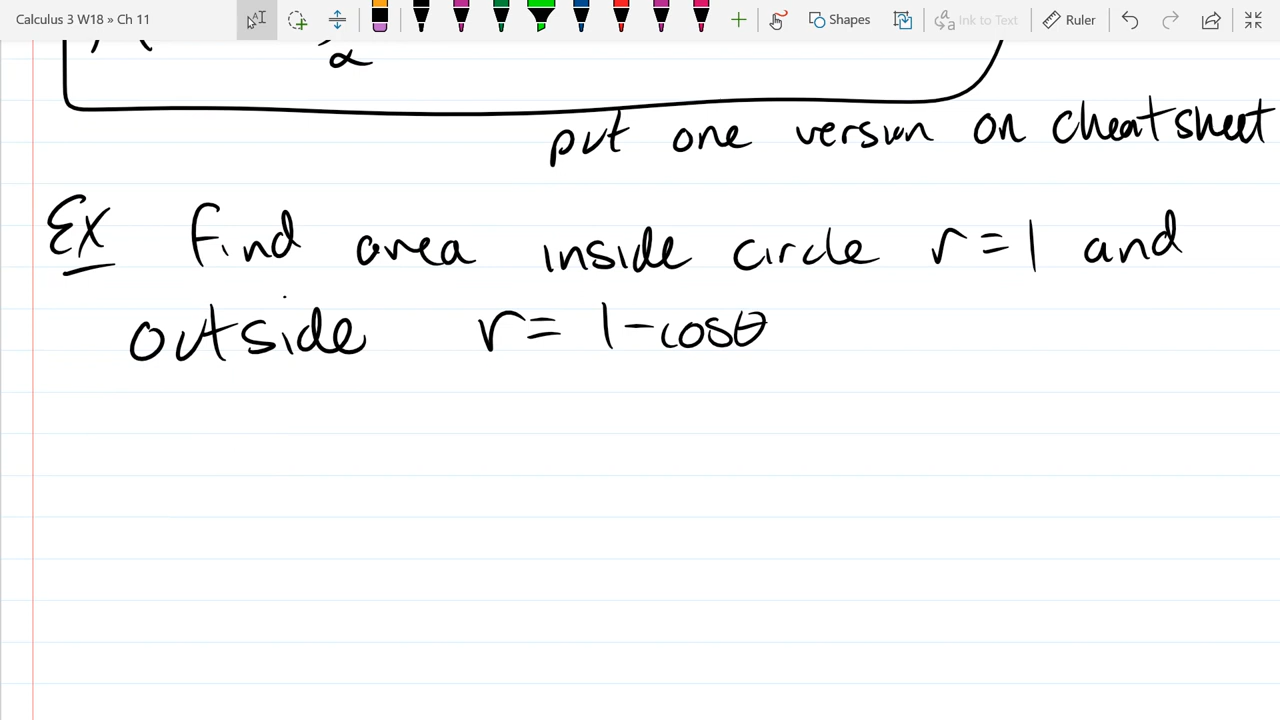 Calculus 3 W18 » Ch 11
Shapes
Link to Text
Ruler
α
put one version on cheatsheet
Ex Find area inside circle r=1 and
outside r= 1-cosθ